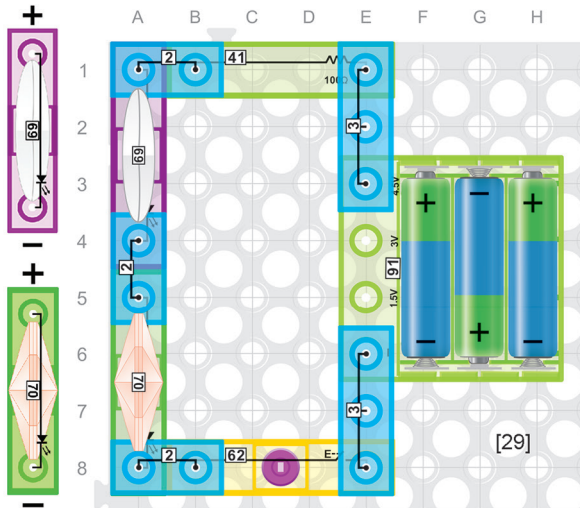 +
A B C D E F G H
1 2 41 100Ω
69 2 69 3
3 4.5V
− 4 + − +
+ 2 3V 91
5 1.5V
6 − + −
70 7 70 3
[29]
− 8 2 62 E